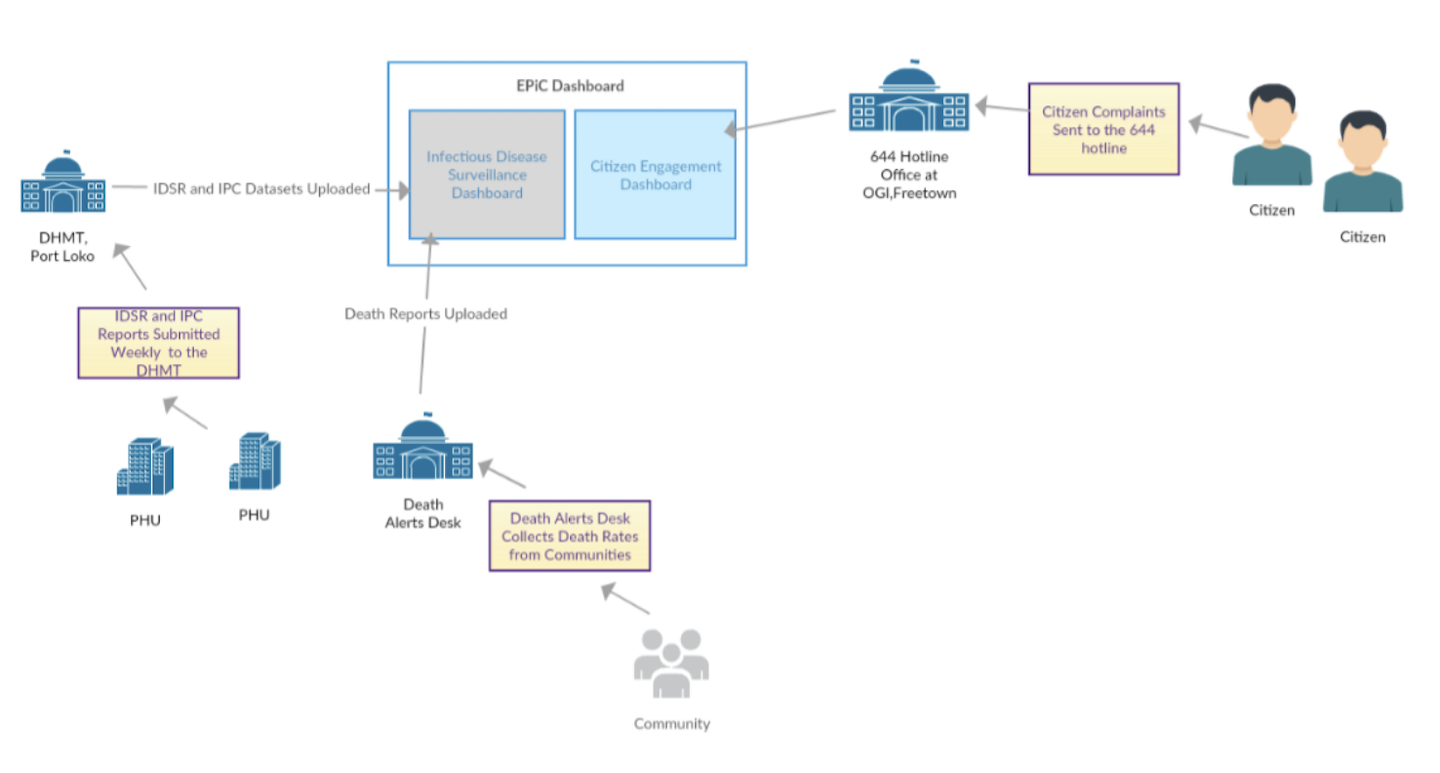 EPiC Dashboard
Infectious Disease
Surveillance
Dashboard
Citizen Engagement
Dashboard
644 Hotline
Office at
OGI,Freetown
Citizen Complaints
Sent to the 644
hotline
Citizen
Citizen
IDSR and IPC Datasets Uploaded
DHMT,
Port Loko
IDSR and IPC
Reports Submitted
Weekly to the
DHMT
PHU
PHU
Death Reports Uploaded
Death
Alerts Desk
Death Alerts Desk
Collects Death Rates
from Communities
Community